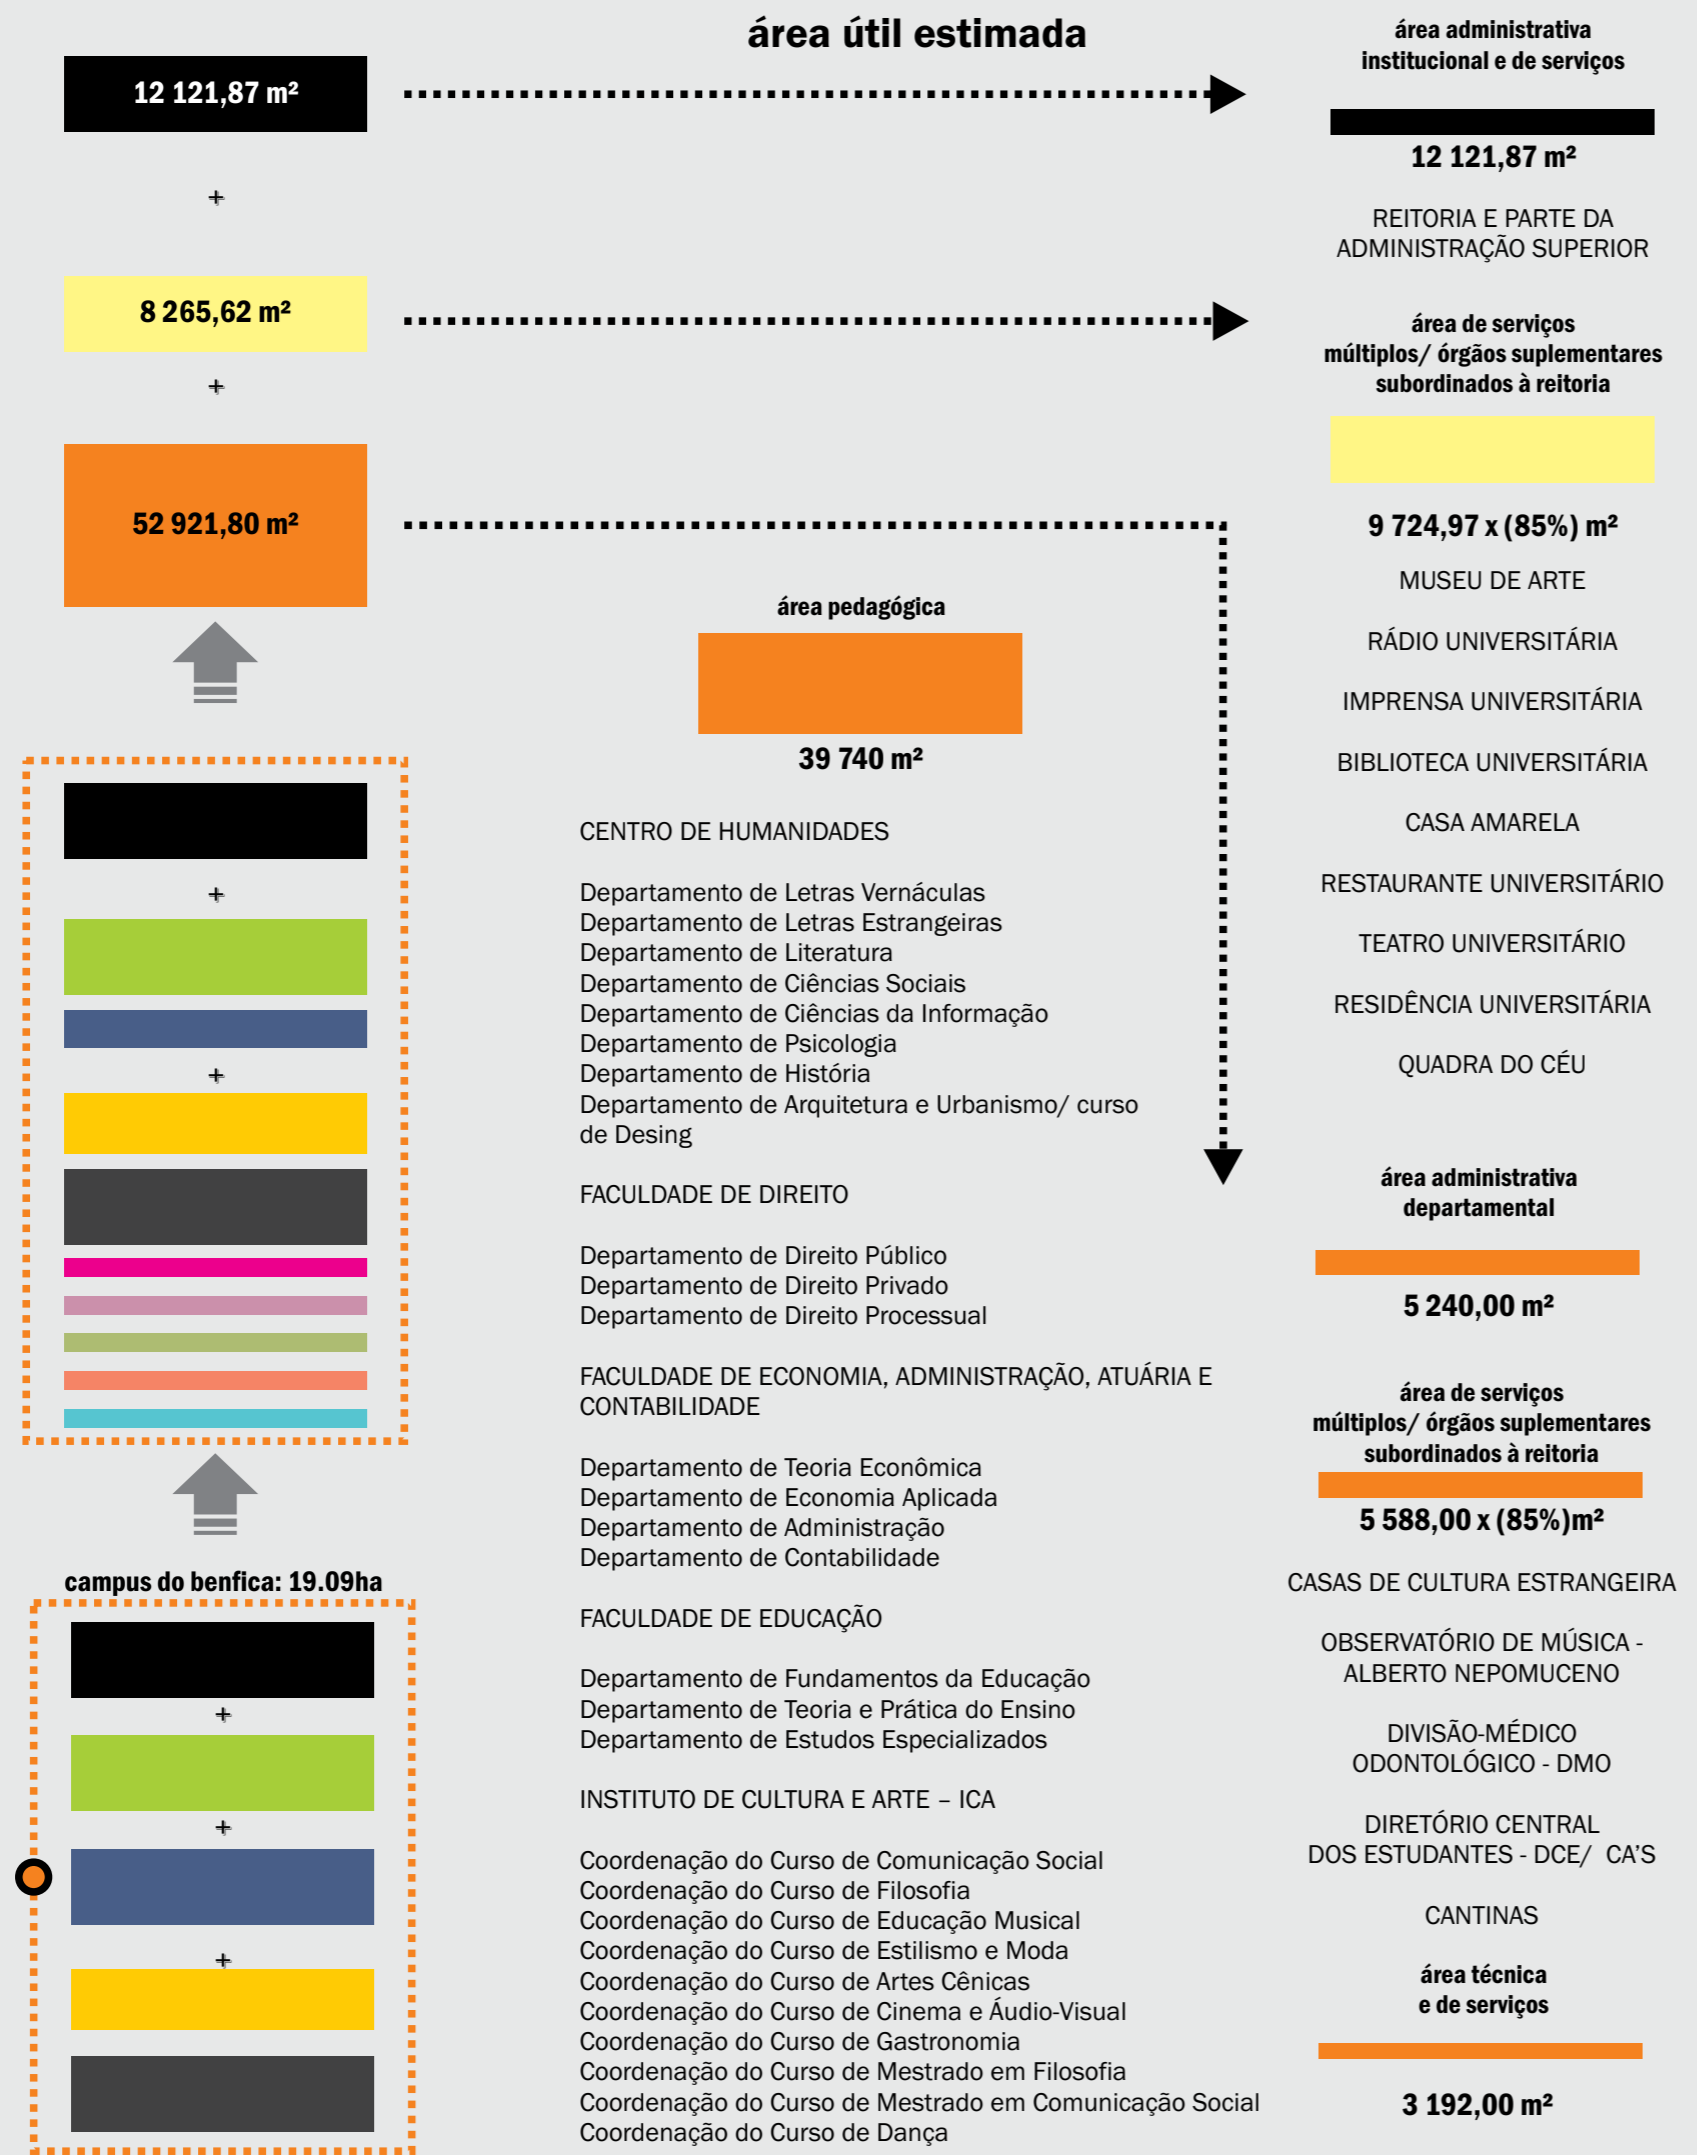 área útil estimada
12 121,87 m²
+
8 265,62 m²
+
52 921,80 m²
+
+
campus do benfica: 19.09ha
+
+
+
área pedagógica
39 740 m²
CENTRO DE HUMANIDADES
Departamento de Letras Vernáculas
Departamento de Letras Estrangeiras
Departamento de Literatura
Departamento de Ciências Sociais
Departamento de Ciências da Informação
Departamento de Psicologia
Departamento de História
Departamento de Arquitetura e Urbanismo/ curso
de Desing
FACULDADE DE DIREITO
Departamento de Direito Público
Departamento de Direito Privado
Departamento de Direito Processual
FACULDADE DE ECONOMIA, ADMINISTRAÇÃO, ATUÁRIA E
CONTABILIDADE
Departamento de Teoria Econômica
Departamento de Economia Aplicada
Departamento de Administração
Departamento de Contabilidade
FACULDADE DE EDUCAÇÃO
Departamento de Fundamentos da Educação
Departamento de Teoria e Prática do Ensino
Departamento de Estudos Especializados
INSTITUTO DE CULTURA E ARTE – ICA
Coordenação do Curso de Comunicação Social
Coordenação do Curso de Filosofia
Coordenação do Curso de Educação Musical
Coordenação do Curso de Estilismo e Moda
Coordenação do Curso de Artes Cênicas
Coordenação do Curso de Cinema e Áudio-Visual
Coordenação do Curso de Gastronomia
Coordenação do Curso de Mestrado em Filosofia
Coordenação do Curso de Mestrado em Comunicação Social
Coordenação do Curso de Dança
área administrativa
institucional e de serviços
12 121,87 m²
REITORIA E PARTE DA
ADMINISTRAÇÃO SUPERIOR
área de serviços
múltiplos/ órgãos suplementares
subordinados à reitoria
9 724,97 x (85%) m²
MUSEU DE ARTE
RÁDIO UNIVERSITÁRIA
IMPRENSA UNIVERSITÁRIA
BIBLIOTECA UNIVERSITÁRIA
CASA AMARELA
RESTAURANTE UNIVERSITÁRIO
TEATRO UNIVERSITÁRIO
RESIDÊNCIA UNIVERSITÁRIA
QUADRA DO CÉU
área administrativa
departamental
5 240,00 m²
área de serviços
múltiplos/ órgãos suplementares
subordinados à reitoria
5 588,00 x (85%)m²
CASAS DE CULTURA ESTRANGEIRA
OBSERVATÓRIO DE MÚSICA -
ALBERTO NEPOMUCENO
DIVISÃO-MÉDICO
ODONTOLÓGICO - DMO
DIRETÓRIO CENTRAL
DOS ESTUDANTES - DCE/ CA'S
CANTINAS
área técnica
e de serviços
3 192,00 m²